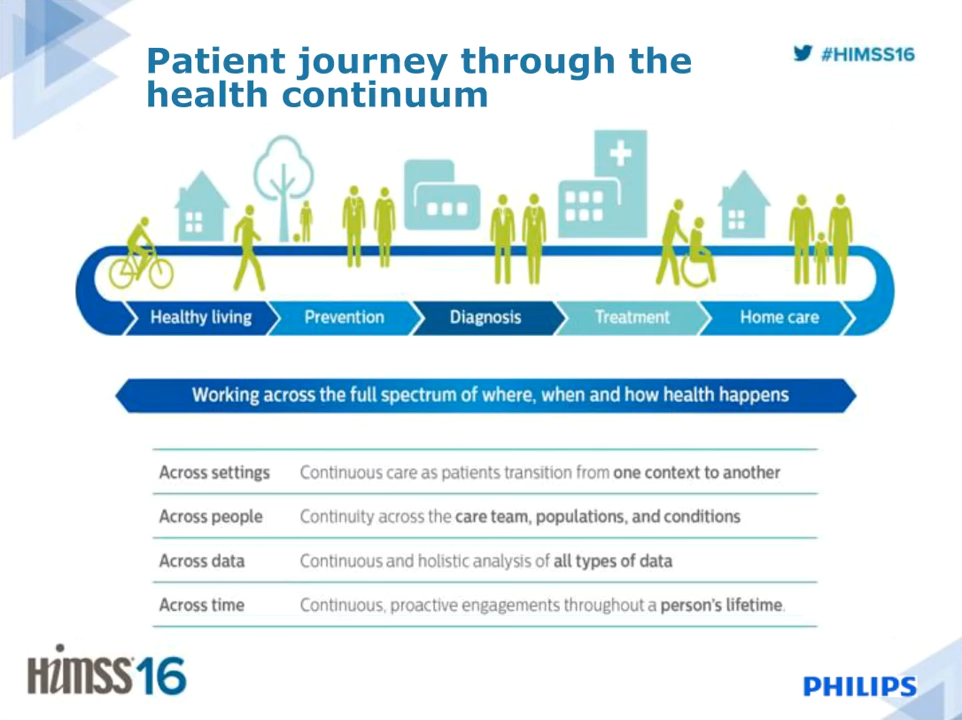 Patient journey through the
health continuum
#HIMSS16
Healthy living
Prevention
Diagnosis
Treatment
Home care
Working across the full spectrum of where, when and how health happens
Across settings Continuous care as patients transition from one context to another
Across people Continuity across the care team, populations, and conditions
Across data Continuous and holistic analysis of all types of data
Across time Continuous, proactive engagements throughout a person's lifetime.
HiMSS16
PHILIPS